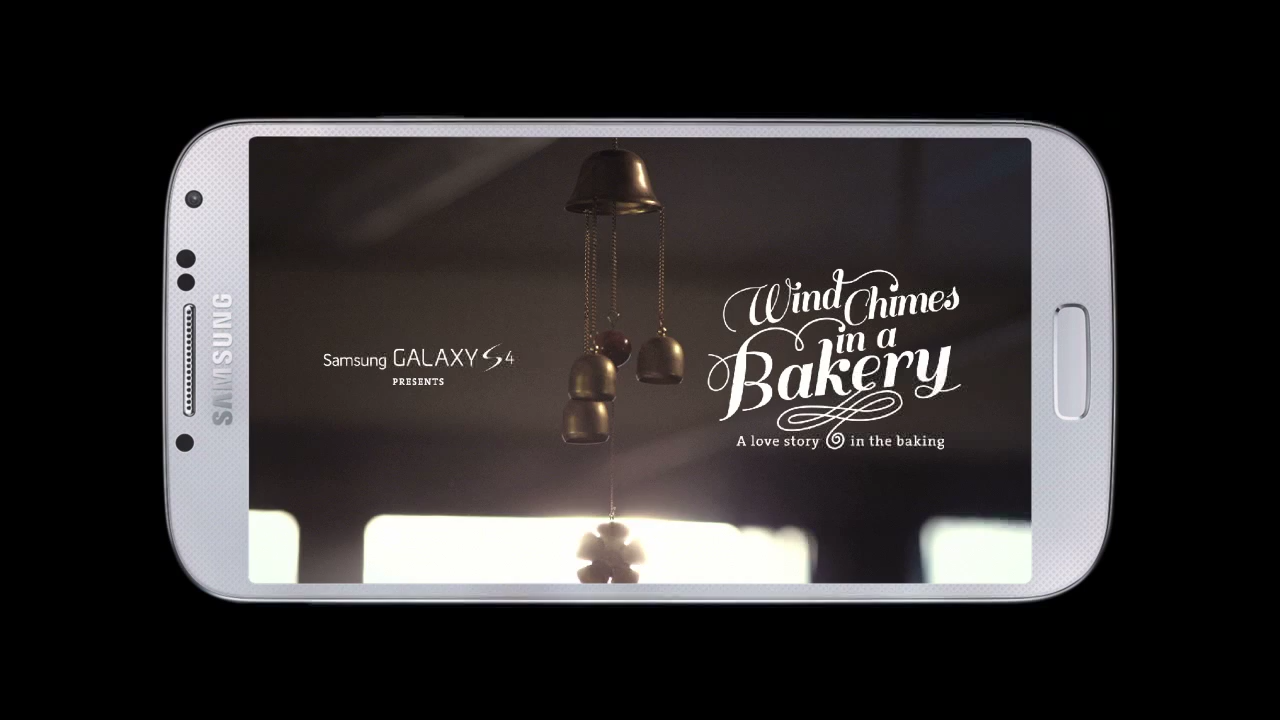 SAMSUNG
Samsung GALAXY S4
PRESENTS
Wind Chimes
in a
Bakery
A love story in the baking